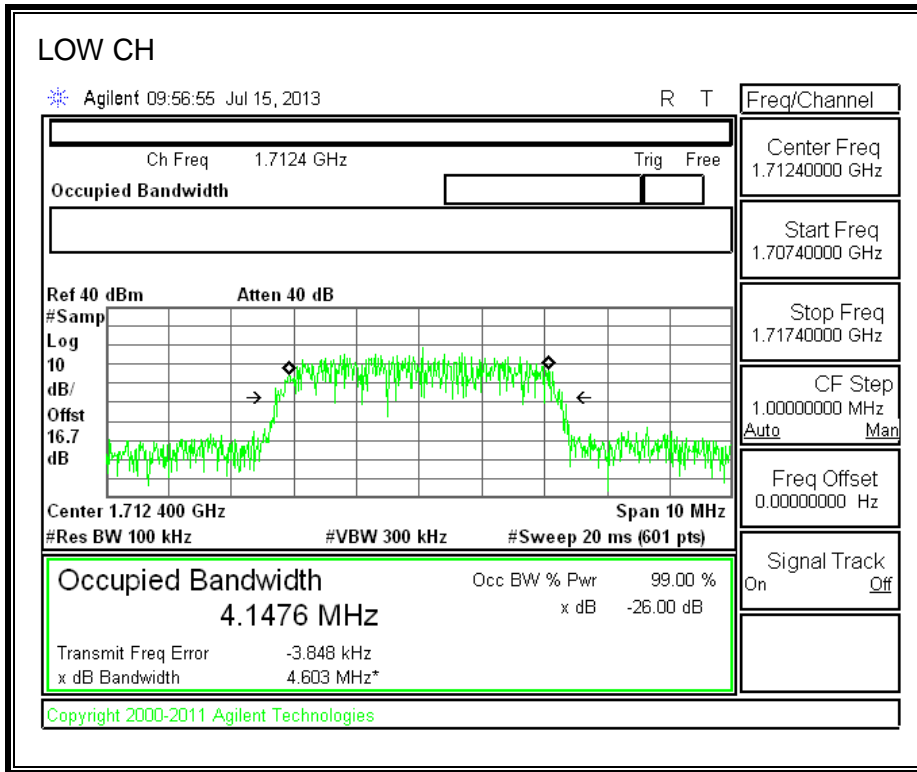 LOW CH
Agilent 09:56:55 Jul 15, 2013 R T
Freq/Channel
Ch Freq 1.7124 GHz Trig Free
Occupied Bandwidth
Center Freq
1.71240000 GHz
Start Freq
1.70740000 GHz
Stop Freq
1.71740000 GHz
CF Step
1.00000000 MHz
Auto Man
Freq Offset
0.00000000 Hz
Signal Track
On Off
Ref 40 dBm Atten 40 dB
#Samp
Log
10
dB/
Offst
16.7
dB
Center 1.712 400 GHz Span 10 MHz
#Res BW 100 kHz #VBW 300 kHz #Sweep 20 ms (601 pts)
Occupied Bandwidth Occ BW % Pwr 99.00 %
4.1476 MHz x dB -26.00 dB
Transmit Freq Error -3.848 kHz
x dB Bandwidth 4.603 MHz*
Copyright 2000-2011 Agilent Technologies